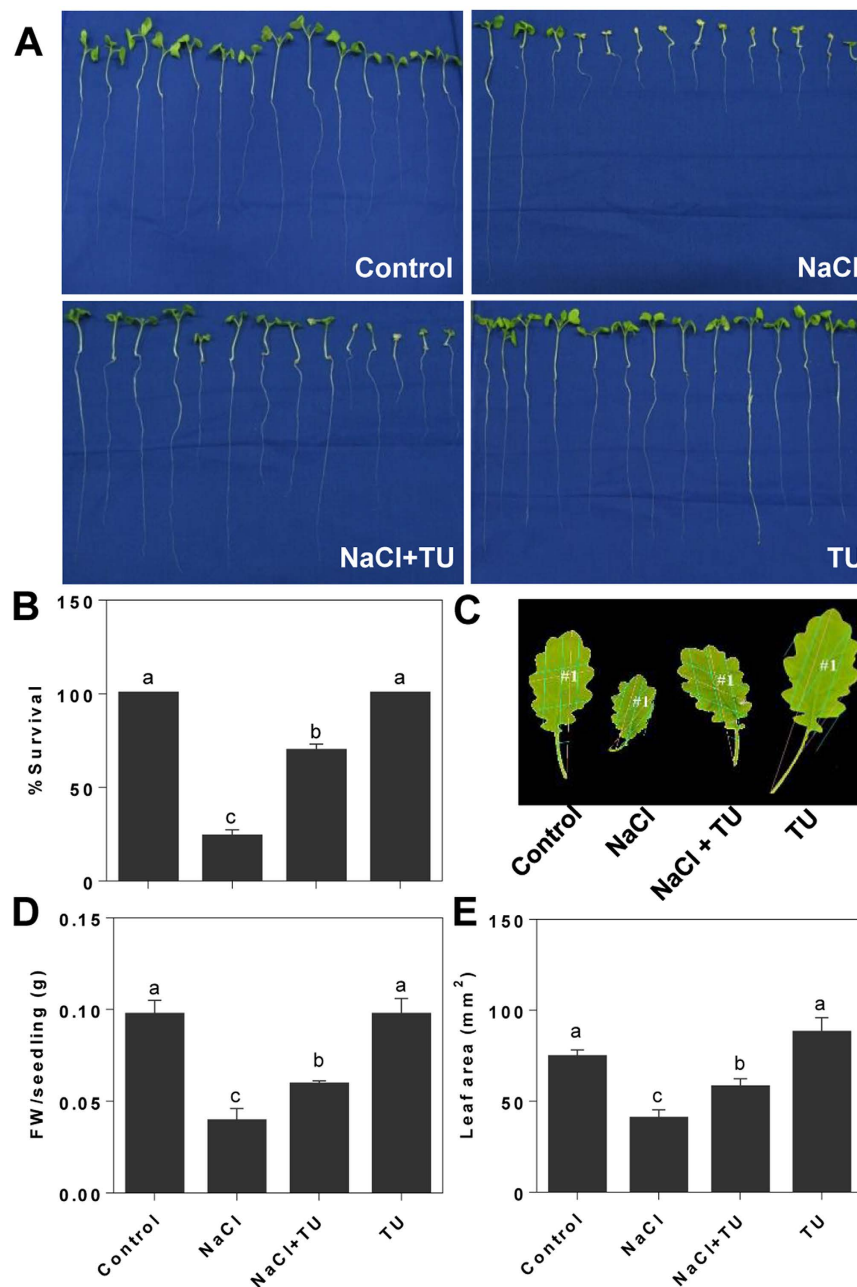 A
Control
NaCl
NaCl+TU
TU
B
150
100
50
0
%Survival
a
c
b
a
C
#1
#1
#1
#1
Control
NaCl
NaCl + TU
TU
D
0.15
0.10
0.05
0.00
FW/seedling (g)
a
c
b
a
Control
NaCl
NaCl+TU
TU
E
150
100
50
0
Leaf area (mm²)
a
c
b
a
Control
NaCl
NaCl+TU
TU